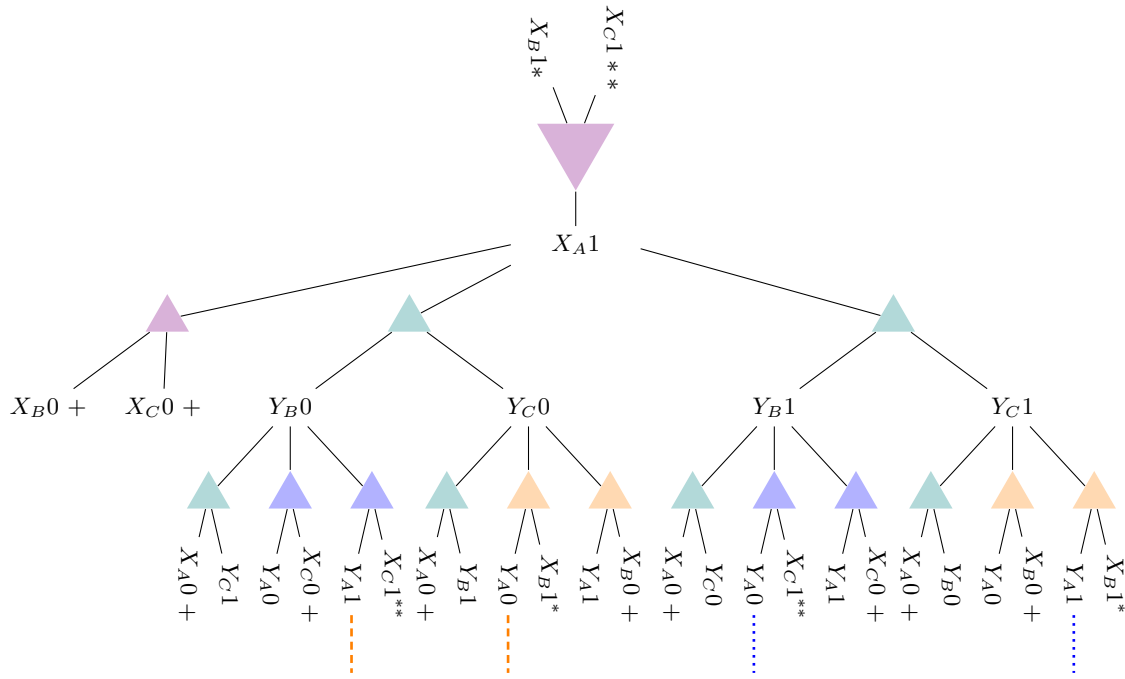 X_B1*
X_C1**
X_A1
X_B0 +
X_C0 +
Y_B0
Y_C0
Y_B1
Y_C1
X_A0 +
Y_C1
Y_A0
X_C0 +
Y_A1
X_C1**
X_A0 +
Y_B1
Y_A0
X_B1*
Y_A1
X_B0 +
X_A0 +
Y_C0
Y_A0
X_C1**
Y_A1
X_C0 +
X_A0 +
Y_B0
Y_A0
X_B0 +
Y_A1
X_B1*